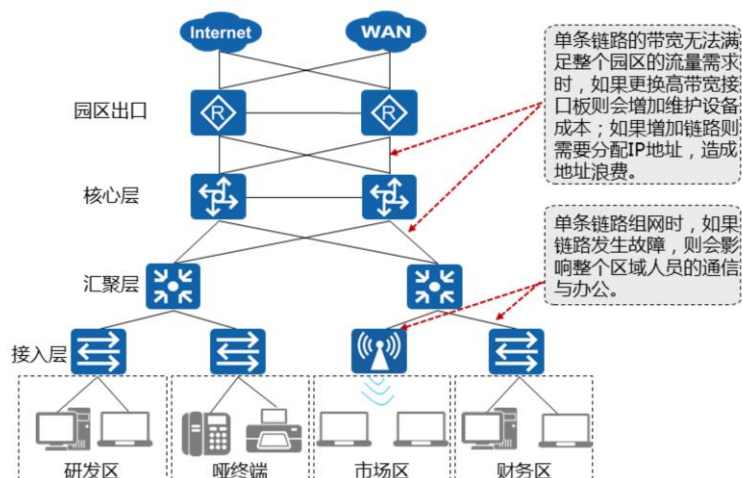 Internet
WAN
单条链路的带宽无法满
足整个园区的流量需求
时，如果更换高带宽接
口板则会增加维护设备
成本；如果增加链路则
需要分配IP地址，造成
地址浪费。
园区出口
R
R
核心层
单条链路组网时，如果
链路发生故障，则会影
响整个区域人员的通信
与办公。
汇聚层
接入层
研发区
哑终端
市场区
财务区